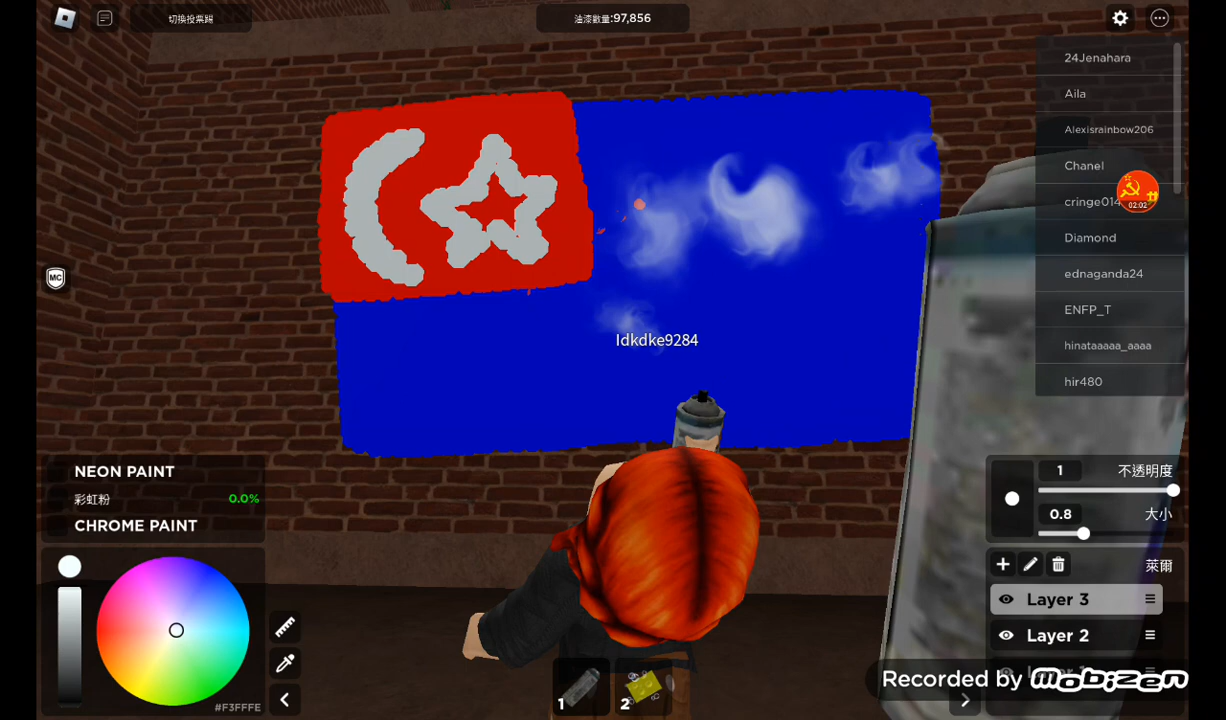 切換投票踢
油漆數量:97,856
24Jenahara
Aila
Alexisrainbow206
Chanel
cringe014
02:02
Diamond
ednaganda24
ENFP_T
hinataaaaa_aaaa
hir480
MC
Idkdke9284
NEON PAINT
彩虹粉 0.0%
CHROME PAINT
1 不透明度
0.8 大小
萊爾
Layer 3
Layer 2
#F3FFFE
1
2
Recorded by mobizen